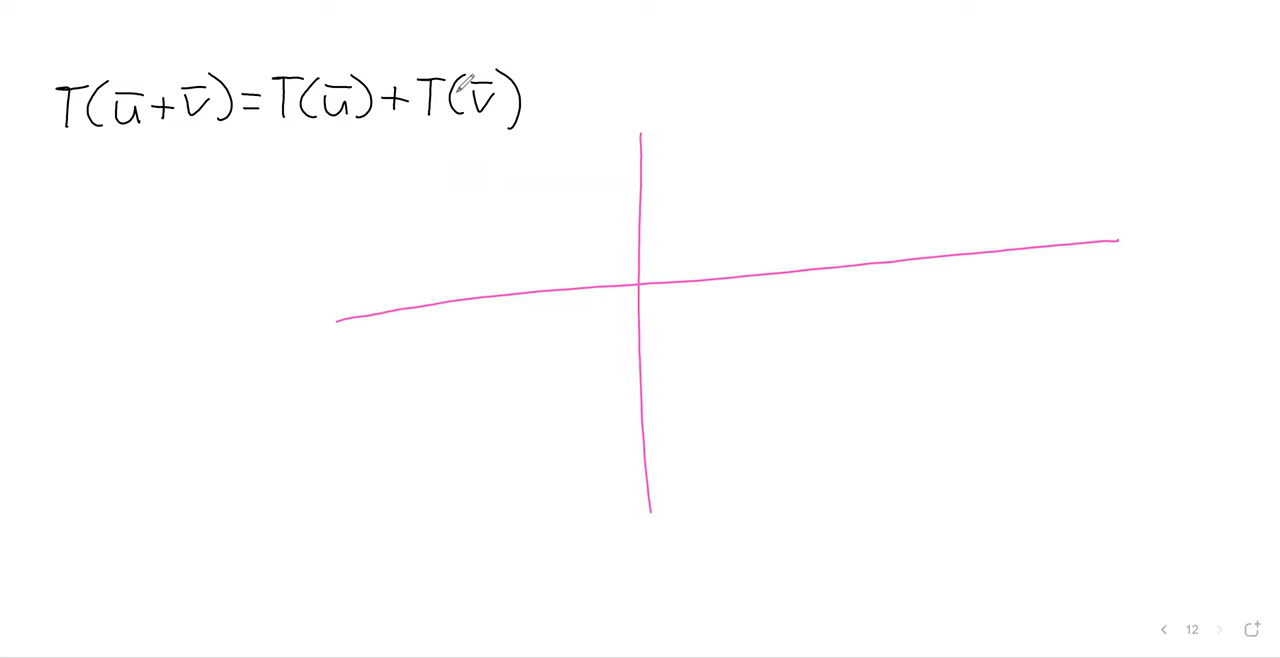 T(ū + v̄) = T(ū) + T(v̄)
12